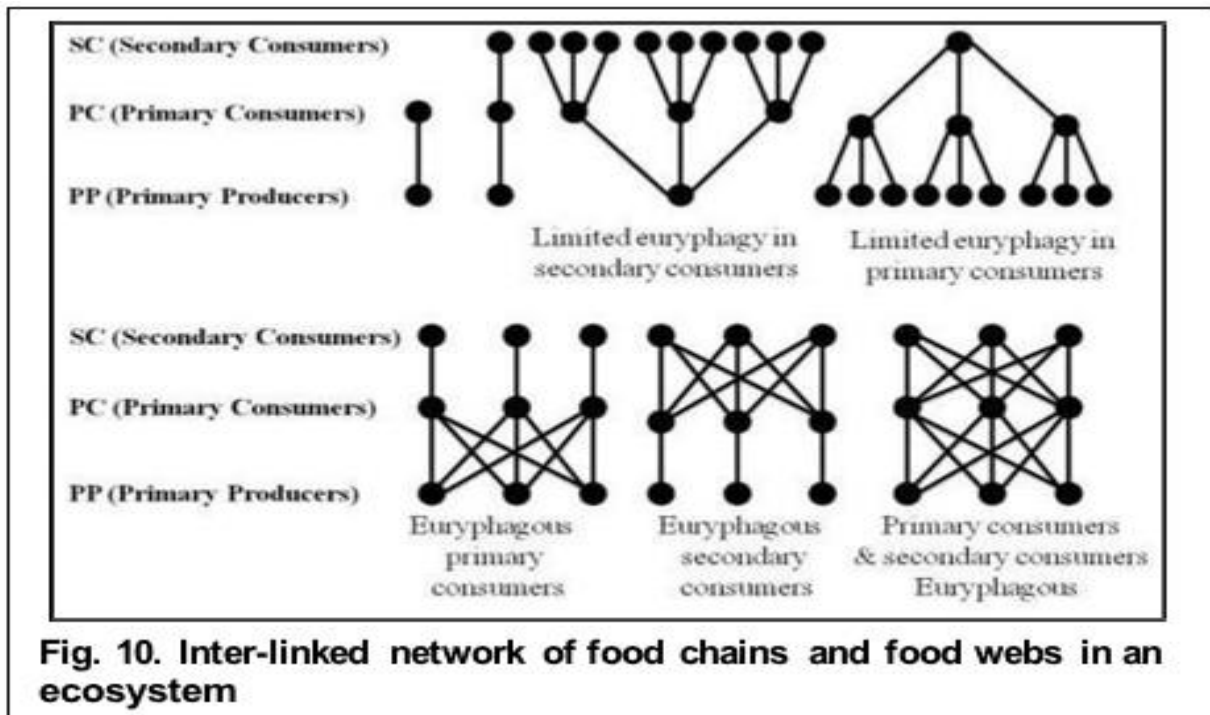 SC (Secondary Consumers)
PC (Primary Consumers)
PP (Primary Producers)
Limited euryphagy in
secondary consumers
Limited euryphagy in
primary consumers
SC (Secondary Consumers)
PC (Primary Consumers)
PP (Primary Producers)
Euryphagous
primary
consumers
Euryphagous
secondary
consumers
Primary consumers
& secondary consumers
Euryphagous
Fig. 10. Inter-linked network of food chains and food webs in an
ecosystem